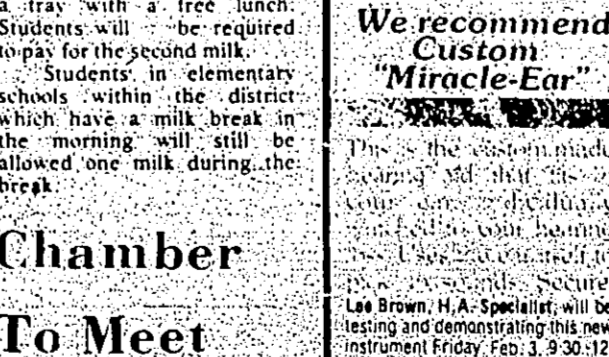 a tray with a free lunch.
Students will be required
to pay for the second milk.
Students in elementary
schools within the district
which have a milk break in
the morning will still be
allowed one milk during the
break.
Chamber
To Meet
We recommend
Custom
"Miracle-Ear"
This is the custom made
Lee Brown, H.A. Specialist, will be
testing and demonstrating this new
instrument Friday, Feb. 3, 9:30-12